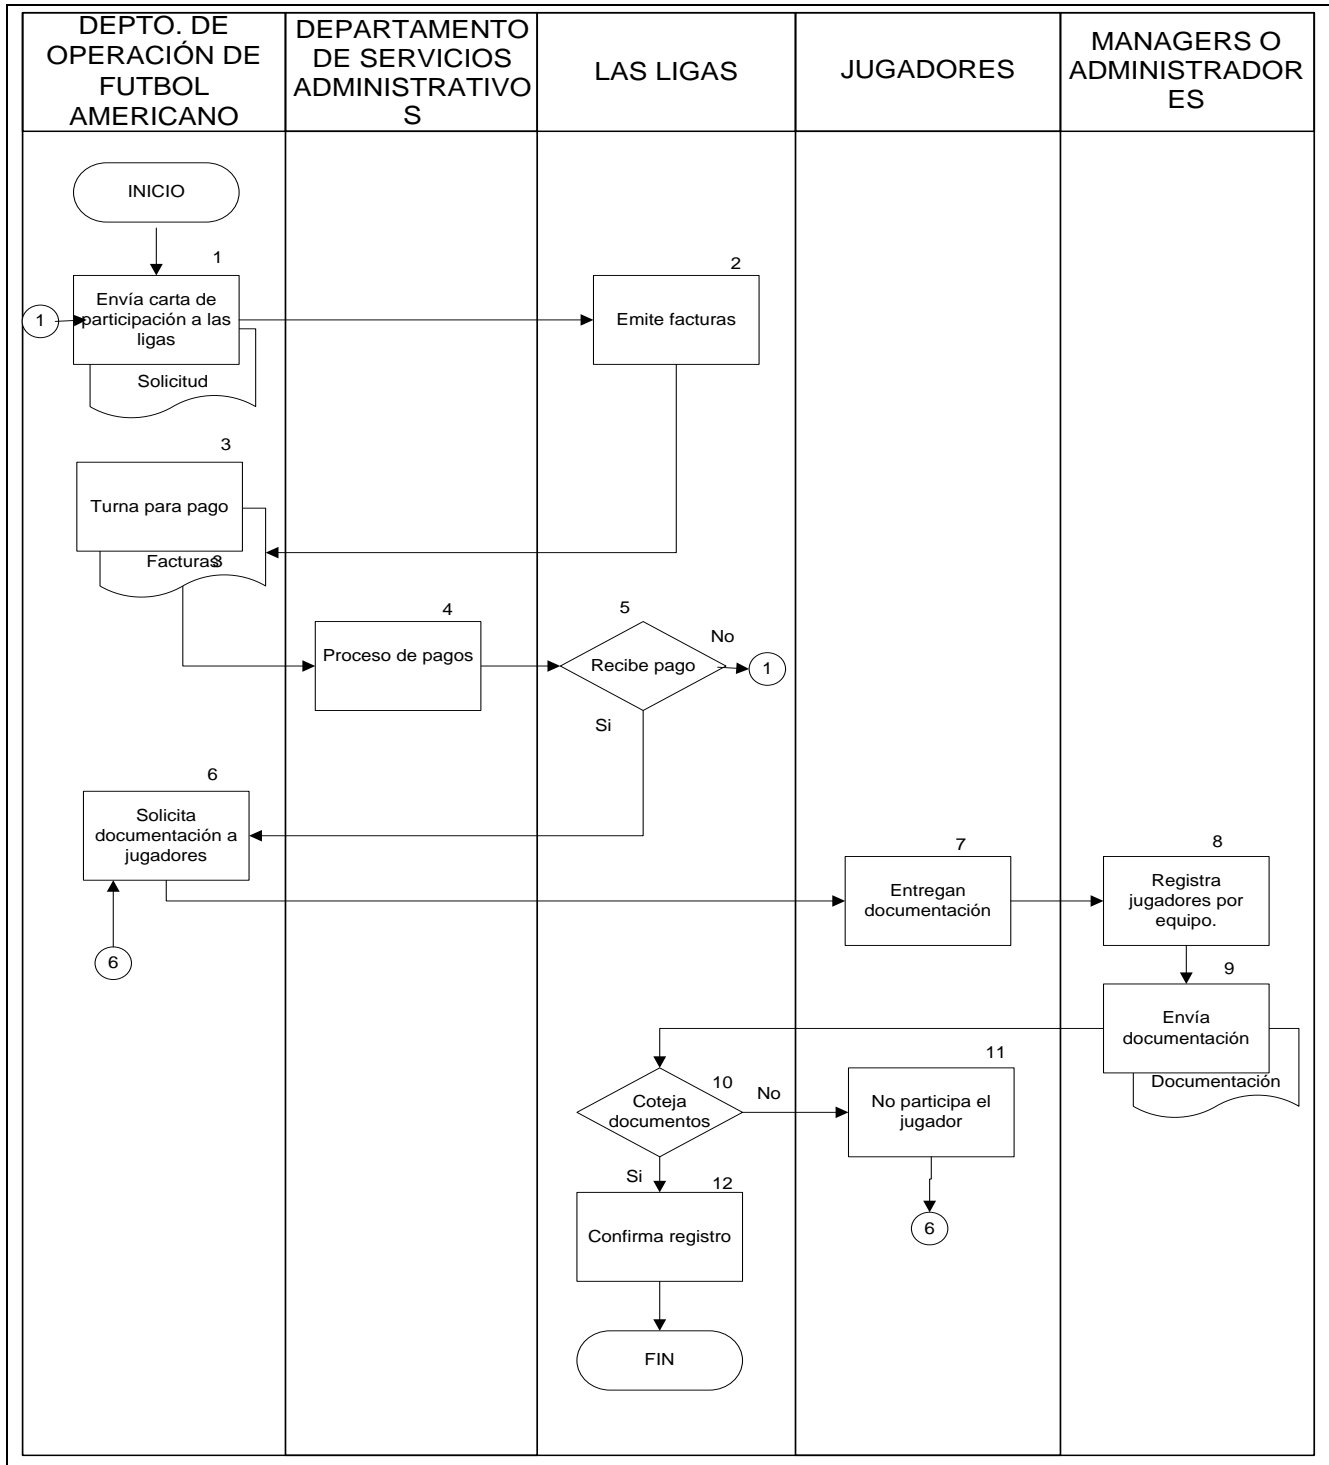 DEPTO. DE
OPERACIÓN DE
FUTBOL
AMERICANO
DEPARTAMENTO
DE SERVICIOS
ADMINISTRATIVO
S
LAS LIGAS
JUGADORES
MANAGERS O
ADMINISTRADOR
ES
INICIO
1
Envía carta de
participación a las
ligas
1
Solicitud
2
Emite facturas
3
Turna para pago
Facturas
3
4
Proceso de pagos
5
Recibe pago
No
1
Si
6
Solicita
documentación a
jugadores
6
7
Entregan
documentación
8
Registra
jugadores por
equipo.
9
Envía
documentación
Documentación
10
Coteja
documentos
No
11
No participa el
jugador
6
Si
12
Confirma registro
FIN